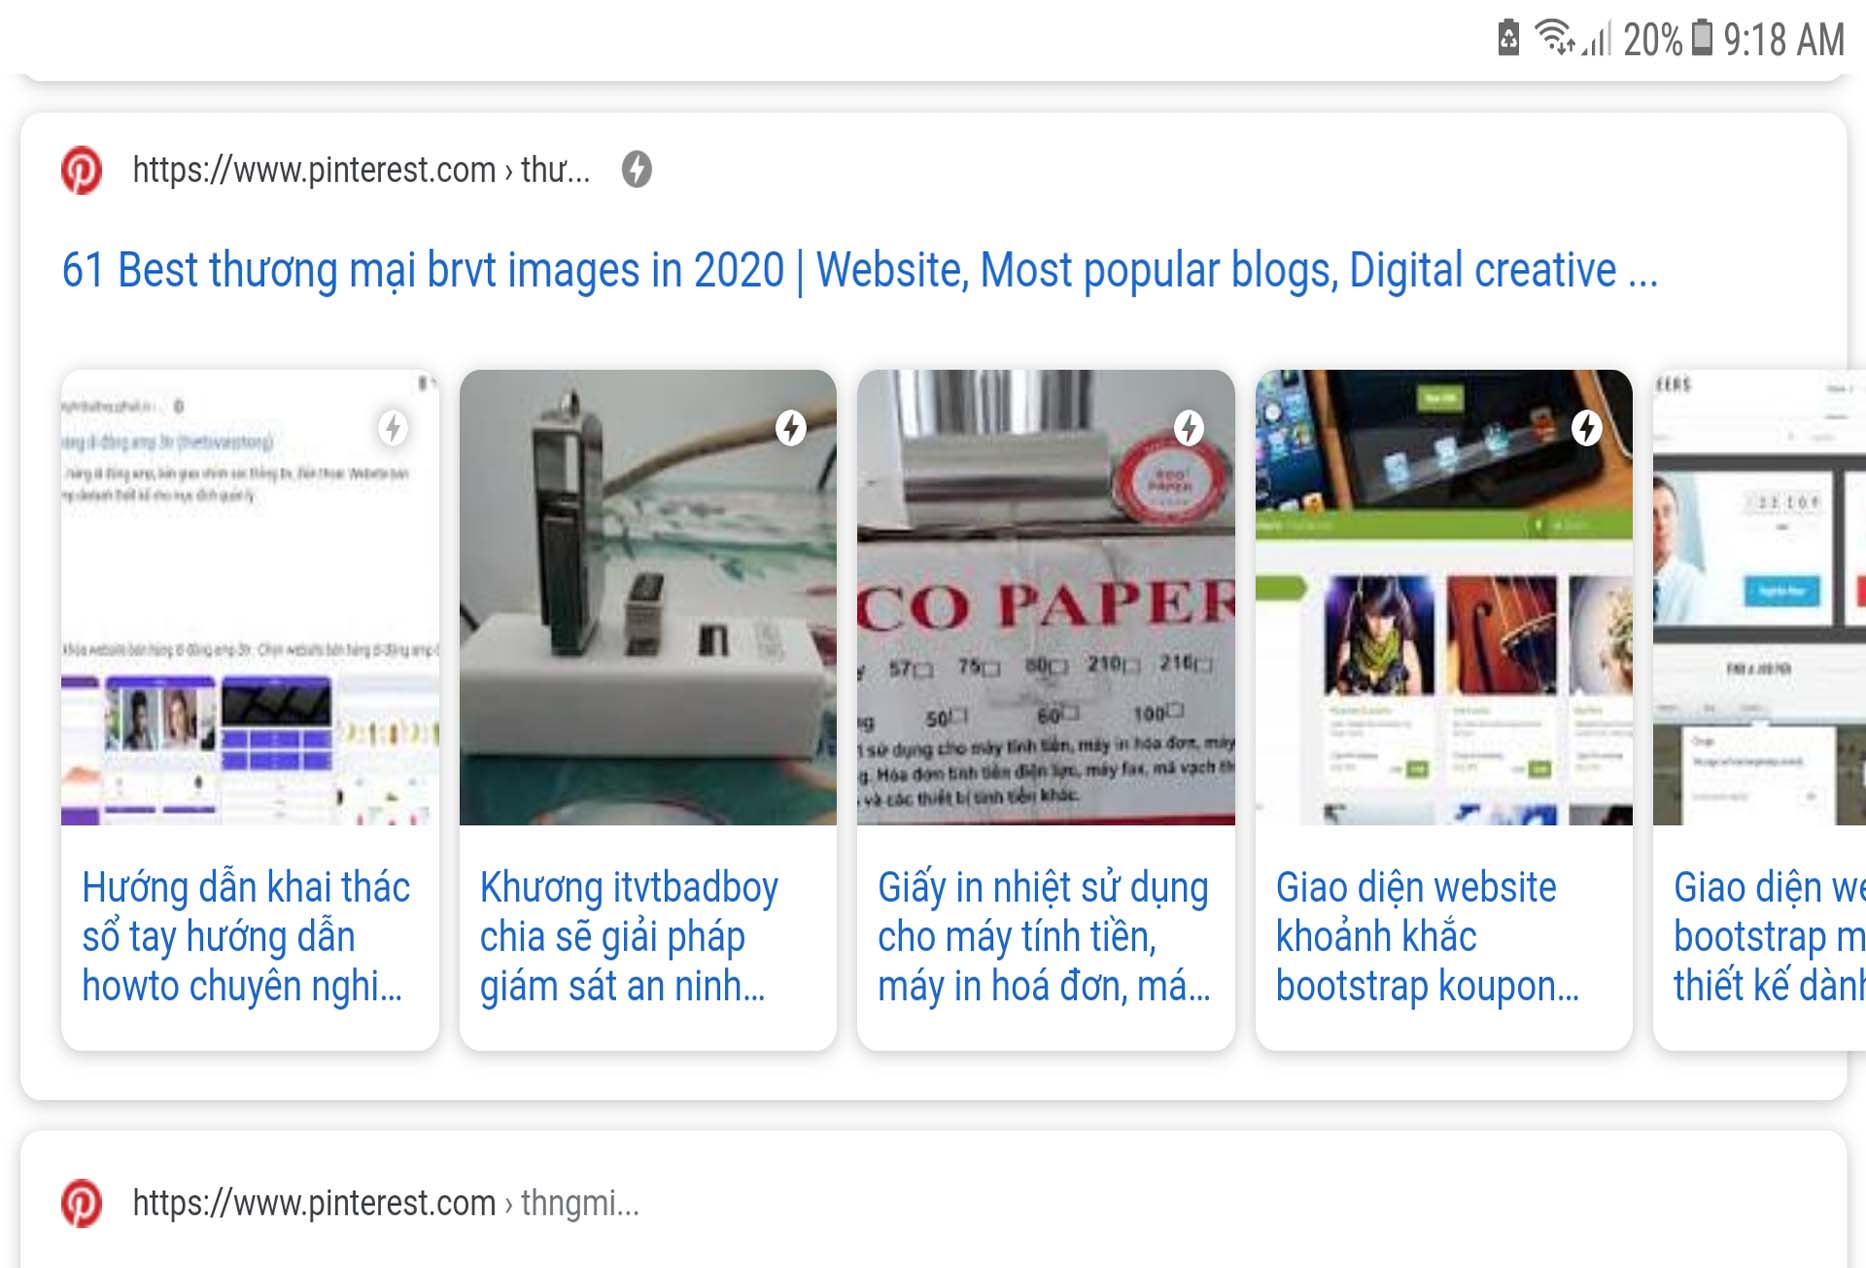 20% 9:18 AM
https://www.pinterest.com › thư...
61 Best thương mại brvt images in 2020 | Website, Most popular blogs, Digital creative ...
EERS
ECO
PAPER
CO PAPER
57 75 80 210 216
50 60 100
sử dụng cho máy tính tiền, máy in hóa đơn, máy
Hóa đơn tính tiền điện lực, máy fax, mã vạch
và các thiết bị tính tiền khác.
Hướng dẫn khai thác
sổ tay hướng dẫn
howto chuyên nghi...
Khương itvtbadboy
chia sẽ giải pháp
giám sát an ninh...
Giấy in nhiệt sử dụng
cho máy tính tiền,
máy in hoá đơn, má...
Giao diện website
khoảnh khắc
bootstrap koupon...
Giao diện we
bootstrap m
thiết kế dành
https://www.pinterest.com › thngmi...